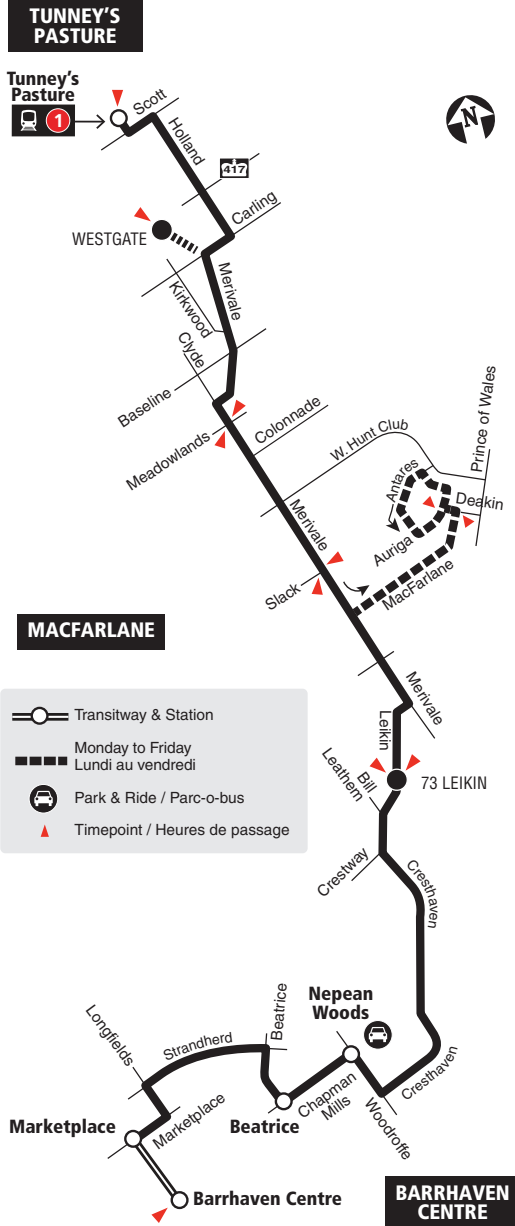 TUNNEY'S
PASTURE
Tunney's
Pasture
1
Scott
N
Holland
417
Carling
WESTGATE
Merivale
Kirkwood
Clyde
Baseline
Meadowlands
Colonnade
W. Hunt Club
Prince of Wales
Antares
Deakin
Auriga
MacFarlane
Merivale
Slack
MACFARLANE
Merivale
Leikin
Transitway & Station
Monday to Friday
Lundi au vendredi
Park & Ride / Parc-o-bus
Timepoint / Heures de passage
73 LEIKIN
Bill
Leathem
Crestway
Cresthaven
Nepean
Woods
Beatrice
Longfields
Strandherd
Cresthaven
Chapman
Mills
Woodroffe
Marketplace
Marketplace
Beatrice
Barrhaven Centre
BARRHAVEN
CENTRE